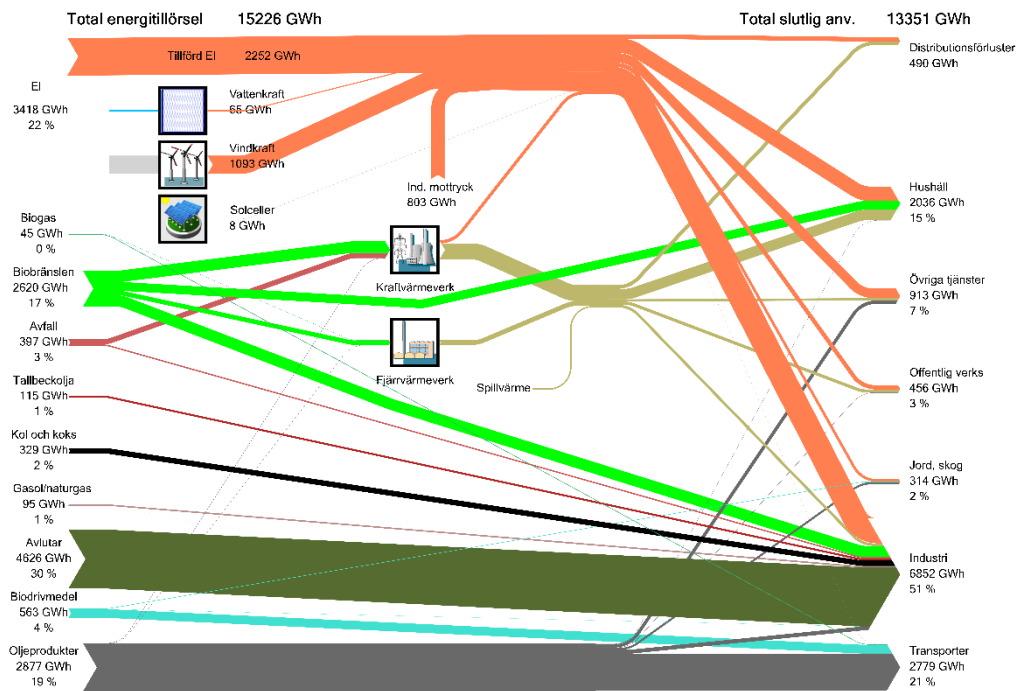 Total energitillörsel 15226 GWh
Total slutlig anv. 13351 GWh
Tillförd El 2252 GWh
Distributionsförluster
490 GWh
El
3418 GWh
22 %
Vattenkraft
65 GWh
Vindkraft
1093 GWh
Ind. mottryck
803 GWh
Solceller
8 GWh
Hushåll
2036 GWh
15 %
Biogas
45 GWh
0 %
Biobränslen
2620 GWh
17 %
Kraftvärmeverk
Övriga tjänster
913 GWh
7 %
Avfall
397 GWh
3 %
Fjärrvärmeverk
Spillvärme
Offentlig verks
456 GWh
3 %
Tallbeckolja
115 GWh
1 %
Kol och koks
329 GWh
2 %
Jord, skog
314 GWh
2 %
Gasol/naturgas
95 GWh
1 %
Avlutar
4626 GWh
30 %
Industri
6852 GWh
51 %
Biodrivmedel
563 GWh
4 %
Oljeprodukter
2877 GWh
19 %
Transporter
2779 GWh
21 %